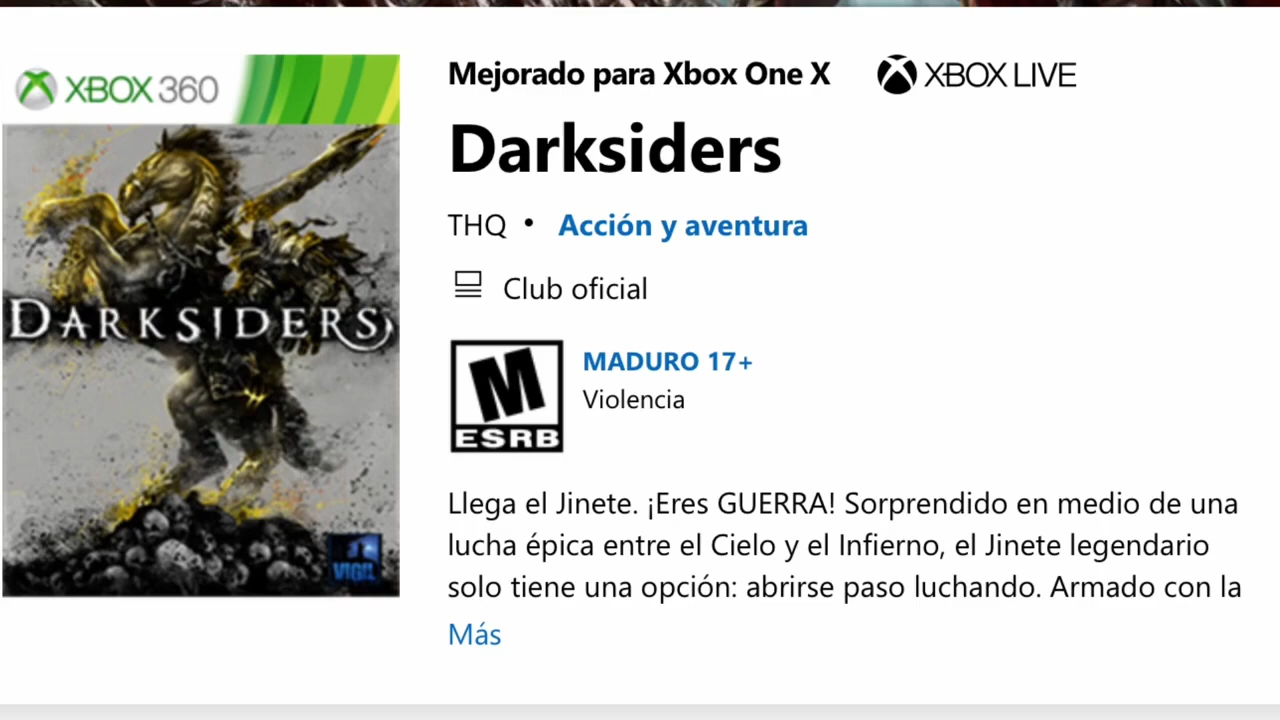 XBOX 360
DARKSIDERS
VIGIL
Mejorado para Xbox One X
XBOX LIVE
Darksiders
THQ • Acción y aventura
Club oficial
M
ESRB
MADURO 17+
Violencia
Llega el Jinete. ¡Eres GUERRA! Sorprendido en medio de una
lucha épica entre el Cielo y el Infierno, el Jinete legendario
solo tiene una opción: abrirse paso luchando. Armado con la
Más